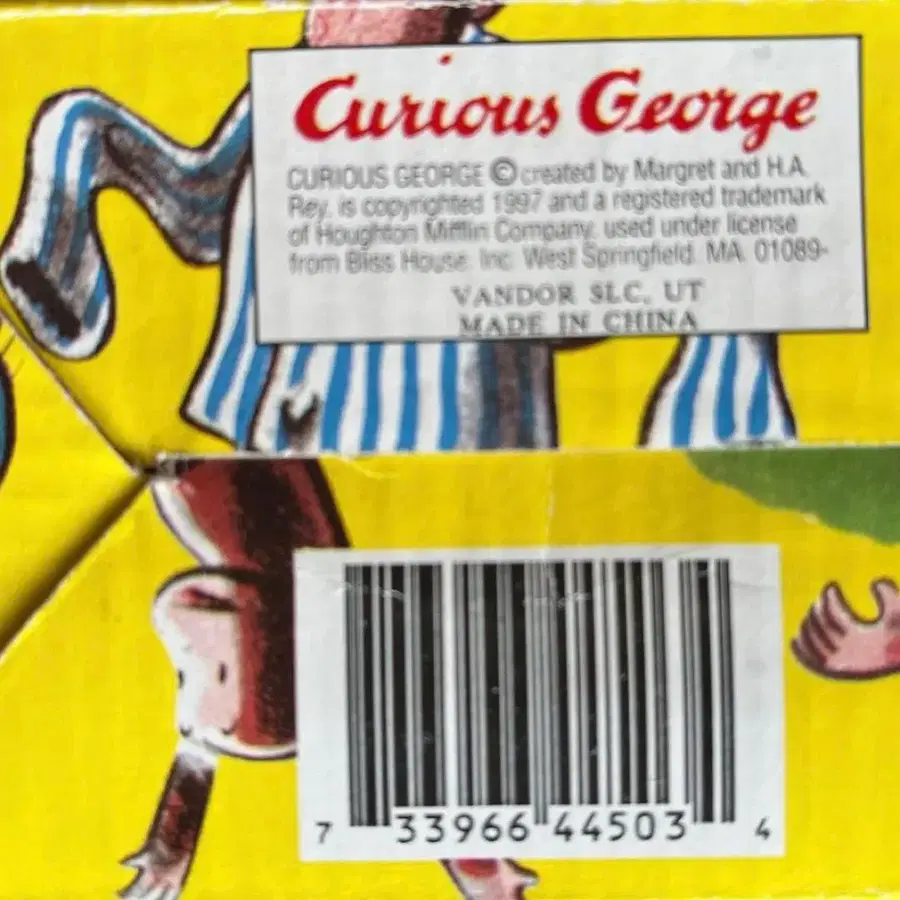 Curious George
CURIOUS GEORGE © created by Margret and H.A.
Rey, is copyrighted 1997 and a registered trademark
of Houghton Mifflin Company, used under license
from Bliss House, Inc. West Springfield, MA. 01089-
VANDOR SLC, UT
MADE IN CHINA
7 33966 44503 4